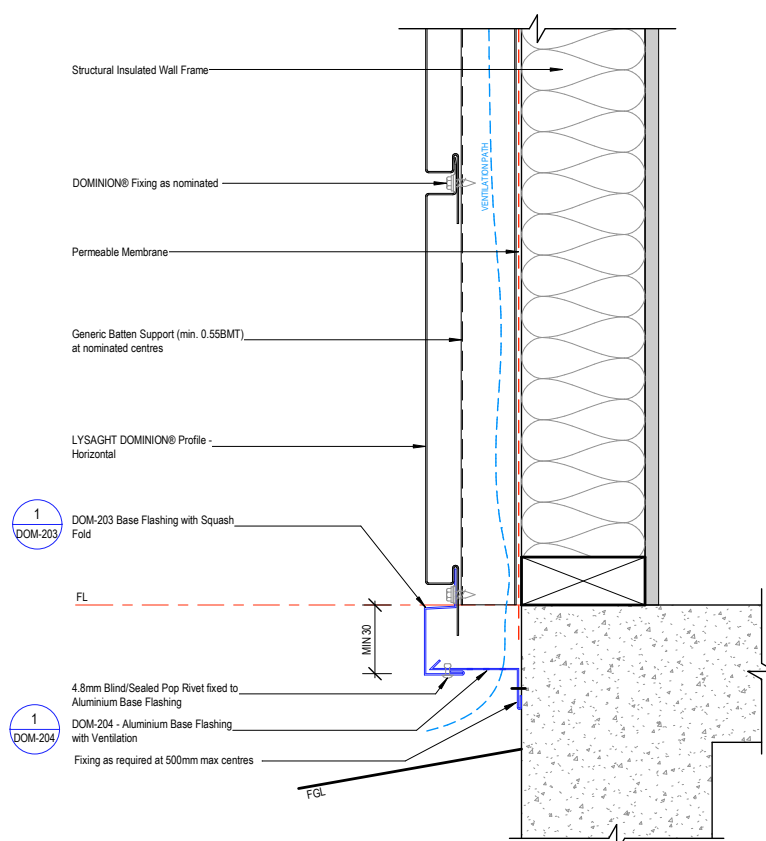 Structural Insulated Wall Frame
VENTILATION PATH
DOMINION® Fixing as nominated
Permeable Membrane
Generic Batten Support (min. 0.55BMT)
at nominated centres
LYSAGHT DOMINION® Profile -
Horizontal
1
DOM-203
DOM-203 Base Flashing with Squash
Fold
FL
MIN 30
4.8mm Blind/Sealed Pop Rivet fixed to
Aluminium Base Flashing
1
DOM-204
DOM-204 - Aluminium Base Flashing
with Ventilation
Fixing as required at 500mm max centres
FGL